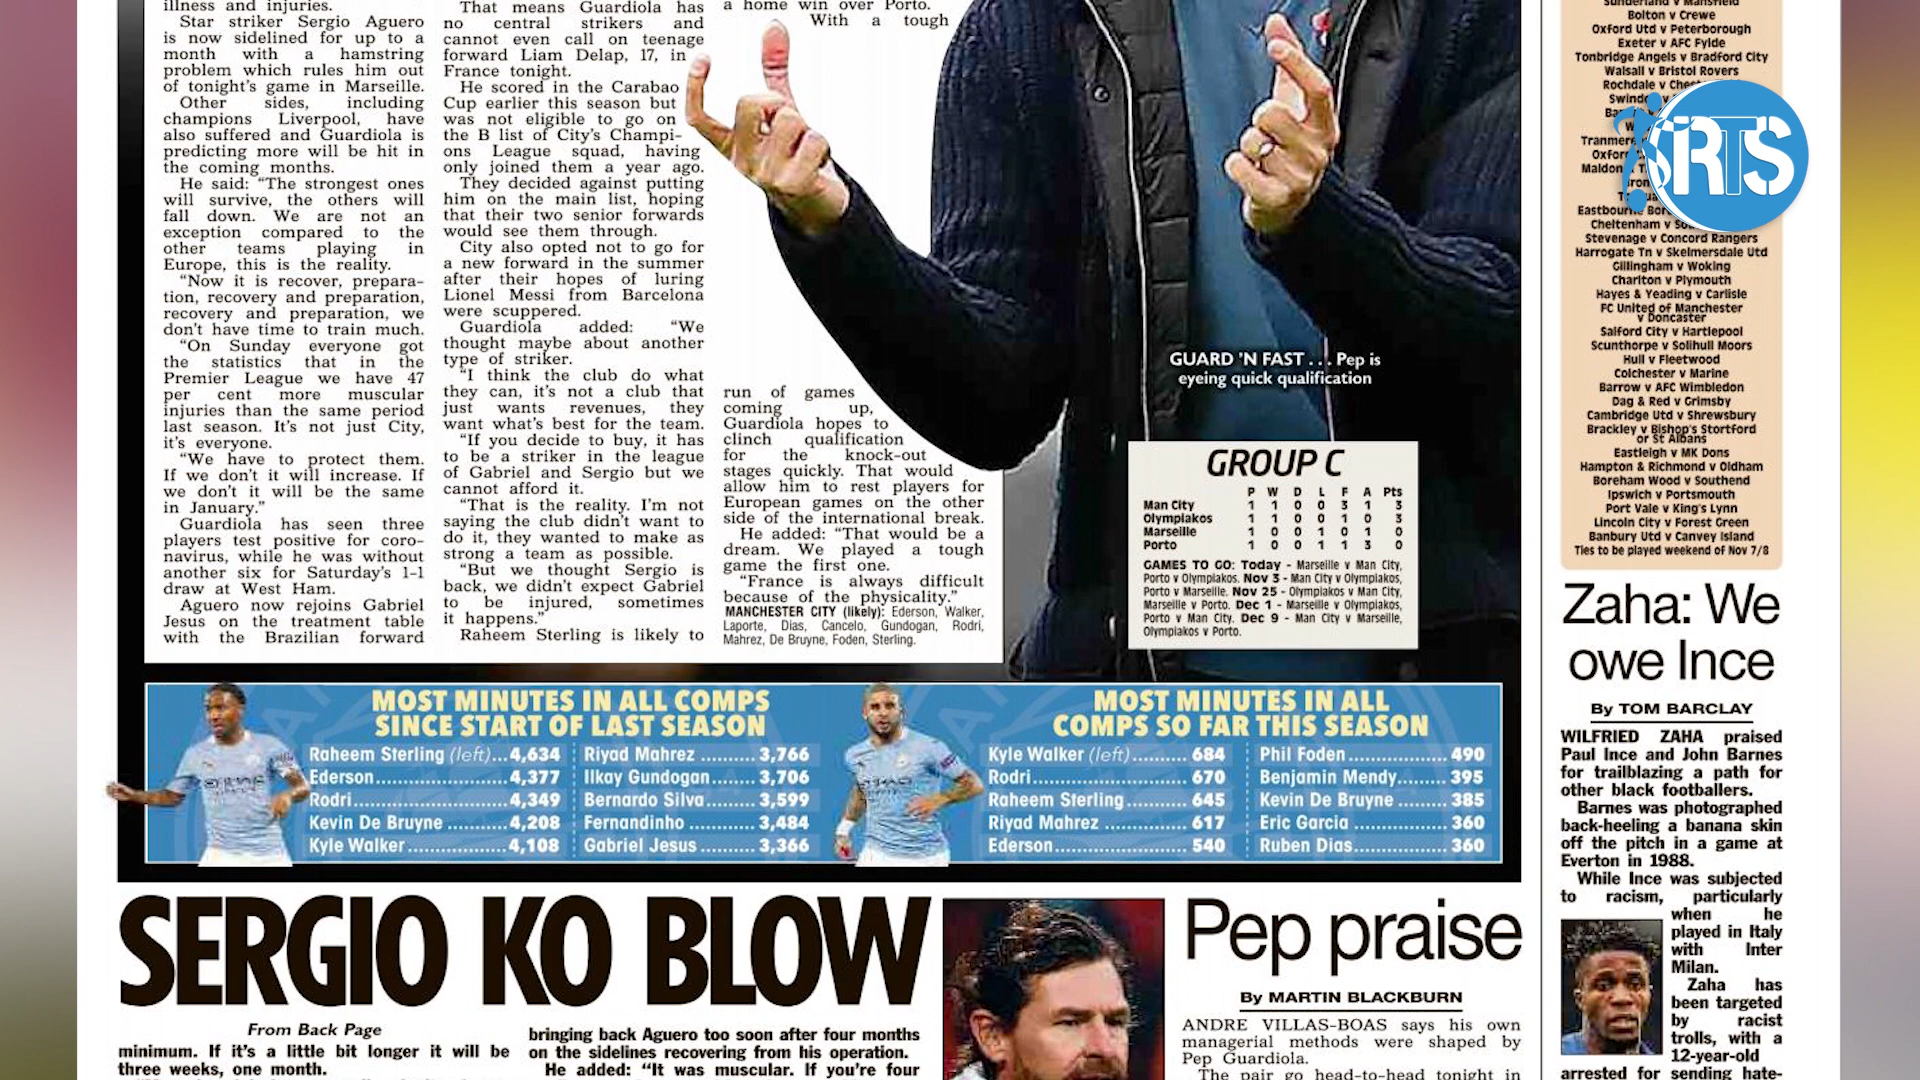 illness and injuries.
Star striker Sergio Aguero
is now sidelined for up to a
month with a hamstring
problem which rules him out
of tonight's game in Marseille.
Other sides, including
champions Liverpool, have
also suffered and Guardiola is
predicting more will be hit in
the coming months.
He said: "The strongest ones
will survive, the others will
fall down. We are not an
exception compared to the
other teams playing in
Europe, this is the reality.
"Now it is recover, prepara-
tion, recovery and preparation,
recovery and preparation, we
don't have time to train much.
"On Sunday everyone got
the statistics that in the
Premier League we have 47
per cent more muscular
injuries than the same period
last season. It's not just City,
it's everyone.
"We have to protect them.
If we don't it will increase. If
we don't it will be the same
in January."
Guardiola has seen three
players test positive for coro-
navirus, while he was without
another six for Saturday's 1-1
draw at West Ham.
Aguero now rejoins Gabriel
Jesus on the treatment table
with the Brazilian forward
That means Guardiola has
no central strikers and
cannot even call on teenage
forward Liam Delap, 17, in
France tonight.
He scored in the Carabao
Cup earlier this season but
was not eligible to go on
the B list of City's Champi-
ons League squad, having
only joined them a year ago.
They decided against putting
him on the main list, hoping
that their two senior forwards
would see them through.
City also opted not to go for
a new forward in the summer
after their hopes of luring
Lionel Messi from Barcelona
were scuppered.
Guardiola added: "We
thought maybe about another
type of striker.
"I think the club do what
they can, it's not a club that
just wants revenues, they
want what's best for the team.
"If you decide to buy, it has
to be a striker in the league
of Gabriel and Sergio but we
cannot afford it.
"That is the reality. I'm not
saying the club didn't want to
do it, they wanted to make as
strong a team as possible.
"But we thought Sergio is
back, we didn't expect Gabriel
to be injured, sometimes
it happens."
Raheem Sterling is likely to
a home win over Porto.
With a tough
run of games
coming up,
Guardiola hopes to
clinch qualification
for the knock-out
stages quickly. That would
allow him to rest players for
European games on the other
side of the international break.
He added: "That would be a
dream. We played a tough
game the first one.
"France is always difficult
because of the physicality."
MANCHESTER CITY (likely): Ederson, Walker,
Laporte, Dias, Cancelo, Gundogan, Rodri,
Mahrez, De Bruyne, Foden, Sterling.
GUARD 'N FAST . . . Pep is
eyeing quick qualification
GROUP C
P W D L F A Pts
Man City 1 1 0 0 3 1 3
Olympiakos 1 1 0 0 1 0 3
Marseille 1 0 0 1 0 1 0
Porto 1 0 0 1 1 3 0
GAMES TO GO: Today - Marseille v Man City,
Porto v Olympiakos. Nov 3 - Man City v Olympiakos,
Porto v Marseille. Nov 25 - Olympiakos v Man City,
Marseille v Porto. Dec 1 - Marseille v Olympiakos,
Porto v Man City. Dec 9 - Man City v Marseille,
Olympiakos v Porto.
MOST MINUTES IN ALL COMPS
SINCE START OF LAST SEASON
Raheem Sterling (left)...4,634
Ederson....................4,377
Rodri.......................4,349
Kevin De Bruyne ..........4,208
Kyle Walker ................4,108
Riyad Mahrez ..........3,766
Ilkay Gundogan.......3,706
Bernardo Silva........3,599
Fernandinho ...........3,484
Gabriel Jesus .........3,366
MOST MINUTES IN ALL
COMPS SO FAR THIS SEASON
Kyle Walker (left)......... 684
Rodri........................ 670
Raheem Sterling............ 645
Riyad Mahrez .............. 617
Ederson..................... 540
Phil Foden.................. 490
Benjamin Mendy........... 395
Kevin De Bruyne .......... 385
Eric Garcia ................. 360
Ruben Dias................. 360
SERGIO KO BLOW
From Back Page
minimum. If it's a little bit longer it will be
three weeks, one month.
bringing back Aguero too soon after four months
on the sidelines recovering from his operation.
He added: "It was muscular. If you're four
Pep praise
By MARTIN BLACKBURN
ANDRE VILLAS-BOAS says his own
managerial methods were shaped by
Pep Guardiola.
The pair go head-to-head tonight in
Sunderland v Mansfield
Bolton v Crewe
Oxford Utd v Peterborough
Exeter v AFC Fylde
Tonbridge Angels v Bradford City
Walsall v Bristol Rovers
Rochdale v
RTS
Eastbourne
Cheltenham v
Stevenage v Concord Rangers
Harrogate Tn v Skelmersdale Utd
Gillingham v Woking
Charlton v Plymouth
Hayes & Yeading v Carlisle
FC United of Manchester
v Doncaster
Salford City v Hartlepool
Scunthorpe v Solihull Moors
Hull v Fleetwood
Colchester v Marine
Barrow v AFC Wimbledon
Dag & Red v Grimsby
Cambridge Utd v Shrewsbury
Brackley v Bishop's Stortford
or St Albans
Eastleigh v MK Dons
Hampton & Richmond v Oldham
Boreham Wood v Southend
Ipswich v Portsmouth
Port Vale v King's Lynn
Lincoln City v Forest Green
Banbury Utd v Canvey Island
Ties to be played weekend of Nov 7/8
Zaha: We
owe Ince
By TOM BARCLAY
WILFRIED ZAHA praised
Paul Ince and John Barnes
for trailblazing a path for
other black footballers.
Barnes was photographed
back-heeling a banana skin
off the pitch in a game at
Everton in 1988.
While Ince was subjected
to racism, particularly
when he
played in Italy
with Inter
Milan.
Zaha has
been targeted
by racist
trolls, with a
12-year-old
arrested for sending hate-